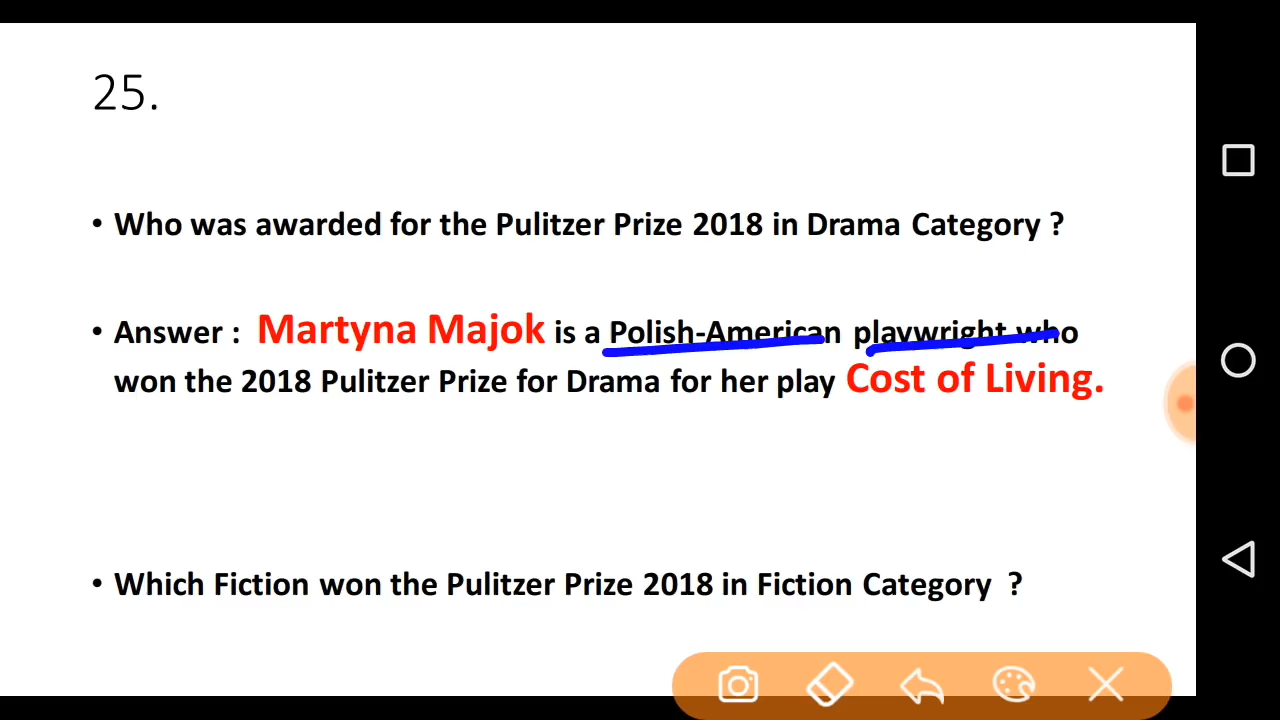 25.
• Who was awarded for the Pulitzer Prize 2018 in Drama Category ?
• Answer : Martyna Majok is a Polish-American playwright who
won the 2018 Pulitzer Prize for Drama for her play Cost of Living.
• Which Fiction won the Pulitzer Prize 2018 in Fiction Category ?